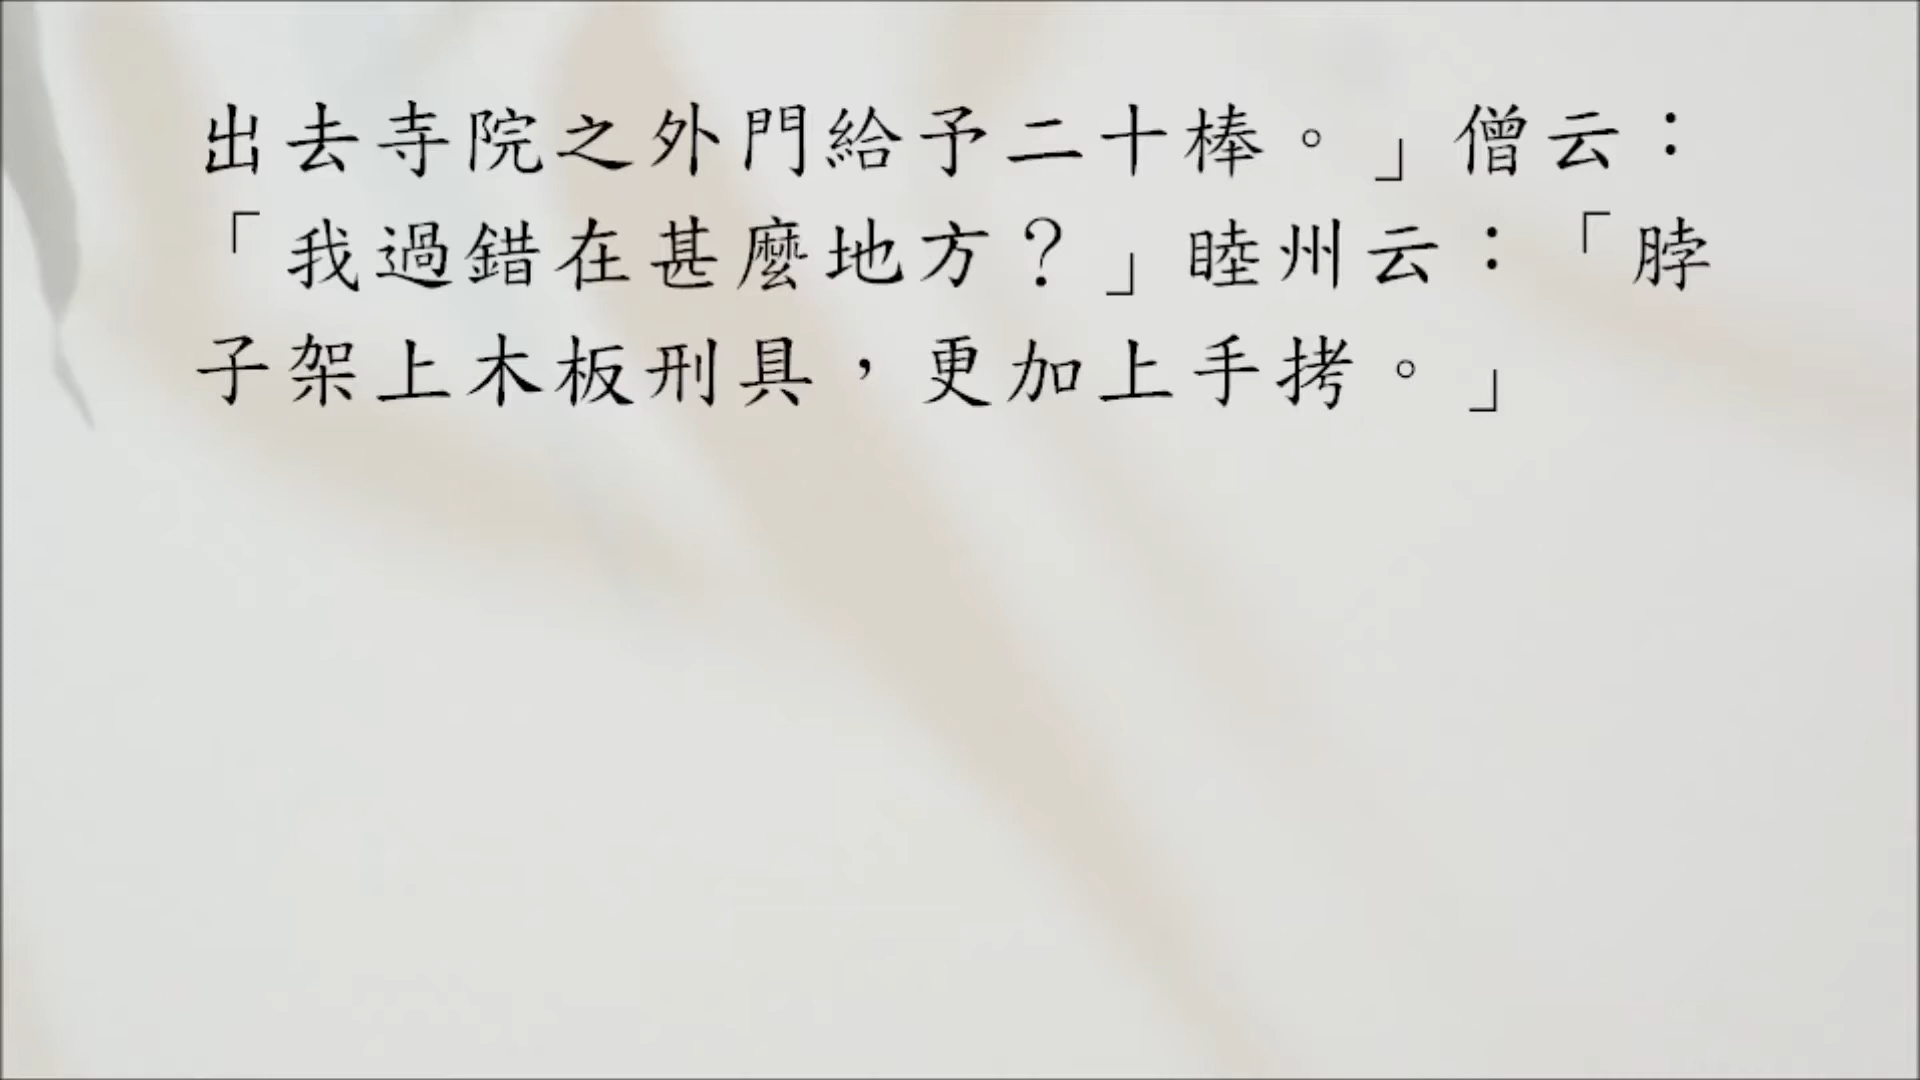 出去寺院之外門給予二十棒。」僧云：
「我過錯在甚麼地方？」睦州云：「脖
子架上木板刑具，更加上手拷。」